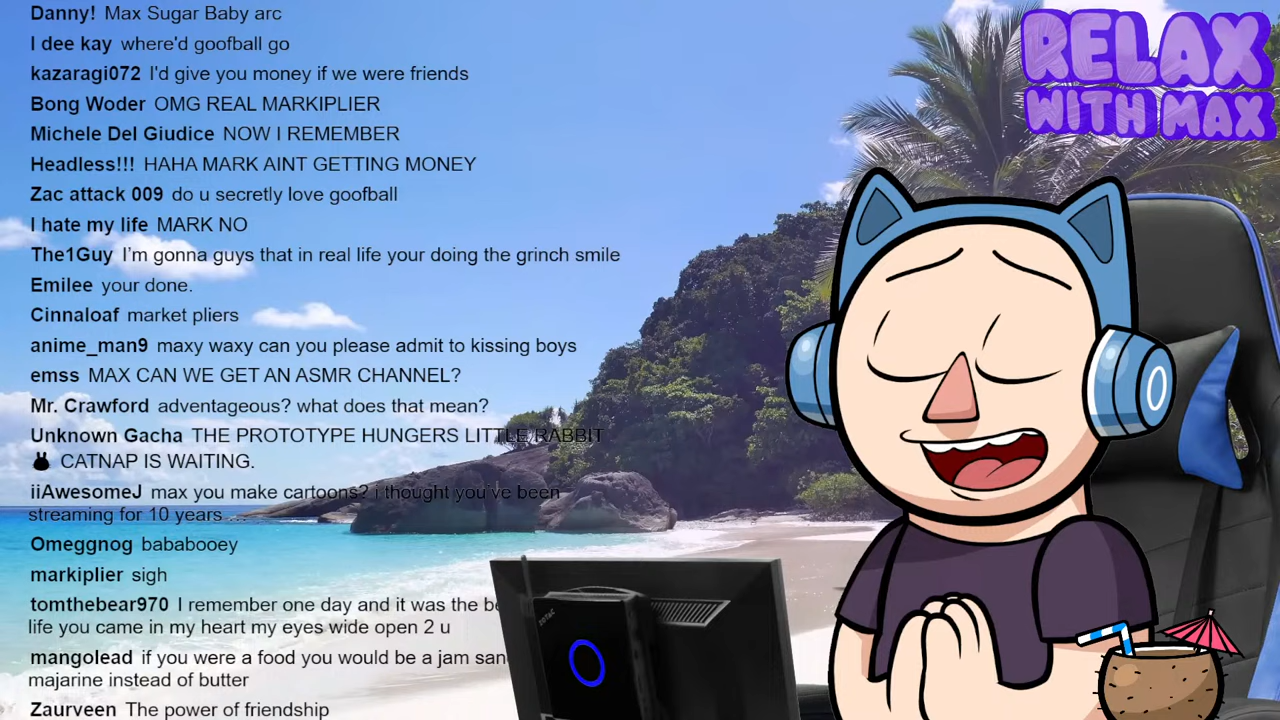 Danny! Max Sugar Baby arc
I dee kay where'd goofball go
kazaragi072 I'd give you money if we were friends
Bong Woder OMG REAL MARKIPLIER
Michele Del Giudice NOW I REMEMBER
Headless!!! HAHA MARK AINT GETTING MONEY
Zac attack 009 do u secretly love goofball
I hate my life MARK NO
The1Guy I'm gonna guys that in real life your doing the grinch smile
Emilee your done.
Cinnaloaf market pliers
anime_man9 maxy waxy can you please admit to kissing boys
emss MAX CAN WE GET AN ASMR CHANNEL?
Mr. Crawford adventageous? what does that mean?
Unknown Gacha THE PROTOTYPE HUNGERS LITTLE RABBIT
CATNAP IS WAITING.
iiAwesomeJ max you make cartoons? i thought you've been
streaming for 10 years
Omeggnog bababooey
markiplier sigh
tomthebear970 I remember one day and it was the
life you came in my heart my eyes wide open 2 u
mangolead if you were a food you would be a jam
majarine instead of butter
Zaurveen The power of friendship
RELAX
WITH MAX
ZOTAC